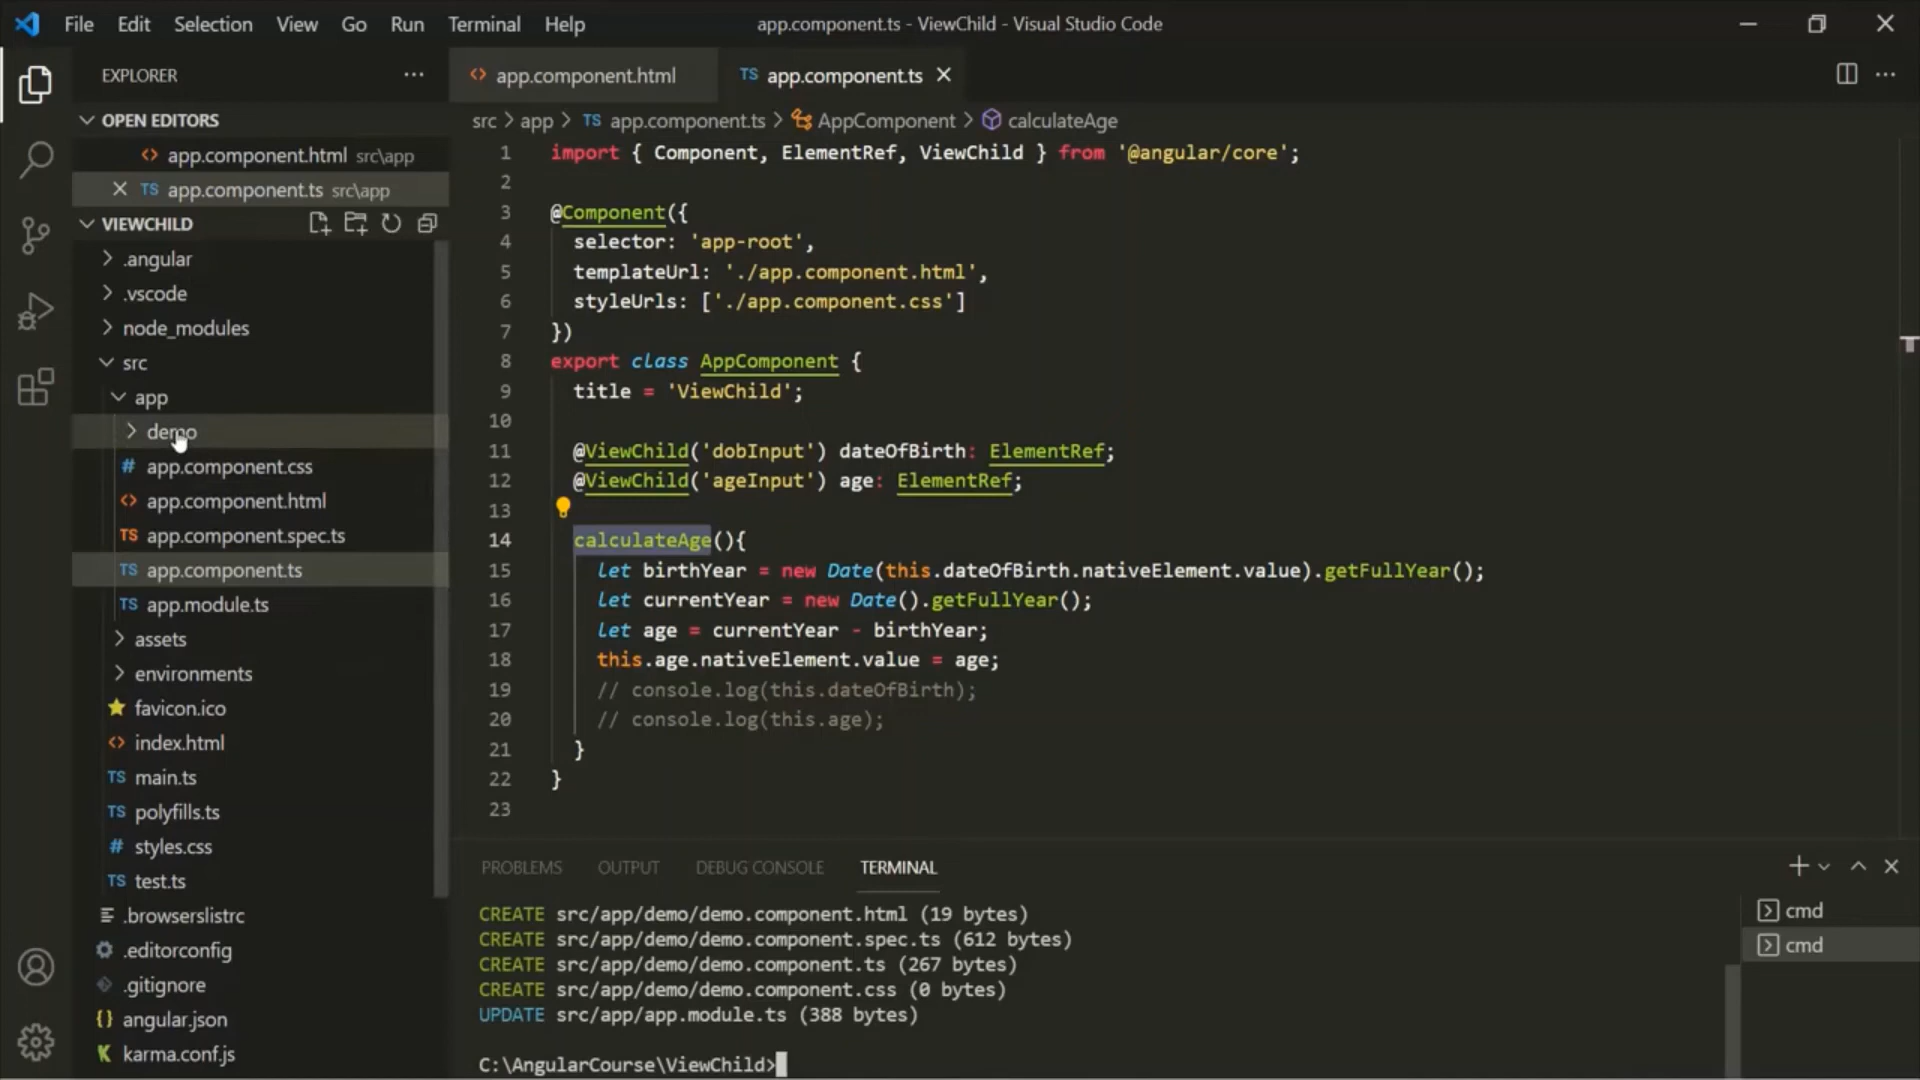 File Edit Selection View Go Run Terminal Help
app.component.ts - ViewChild - Visual Studio Code
EXPLORER
OPEN EDITORS
app.component.html src\app
TS app.component.ts src\app
VIEWCHILD
.angular
.vscode
node_modules
src
app
demo
# app.component.css
<> app.component.html
TS app.component.spec.ts
TS app.component.ts
TS app.module.ts
assets
environments
favicon.ico
<> index.html
TS main.ts
TS polyfills.ts
# styles.css
TS test.ts
.browserslistrc
.editorconfig
.gitignore
{} angular.json
K karma.conf.js
<> app.component.html
TS app.component.ts
src > app > TS app.component.ts > AppComponent > calculateAge
1 import { Component, ElementRef, ViewChild } from '@angular/core';
2
3 @Component({
4 selector: 'app-root',
5 templateUrl: './app.component.html',
6 styleUrls: ['./app.component.css']
7 })
8 export class AppComponent {
9 title = 'ViewChild';
10
11 @ViewChild('dobInput') dateOfBirth: ElementRef;
12 @ViewChild('ageInput') age: ElementRef;
13
14 calculateAge(){
15 let birthYear = new Date(this.dateOfBirth.nativeElement.value).getFullYear();
16 let currentYear = new Date().getFullYear();
17 let age = currentYear - birthYear;
18 this.age.nativeElement.value = age;
19 // console.log(this.dateOfBirth);
20 // console.log(this.age);
21 }
22 }
23
PROBLEMS OUTPUT DEBUG CONSOLE TERMINAL
CREATE src/app/demo/demo.component.html (19 bytes)
CREATE src/app/demo/demo.component.spec.ts (612 bytes)
CREATE src/app/demo/demo.component.ts (267 bytes)
CREATE src/app/demo/demo.component.css (0 bytes)
UPDATE src/app/app.module.ts (388 bytes)
C:\AngularCourse\ViewChild>
cmd
cmd